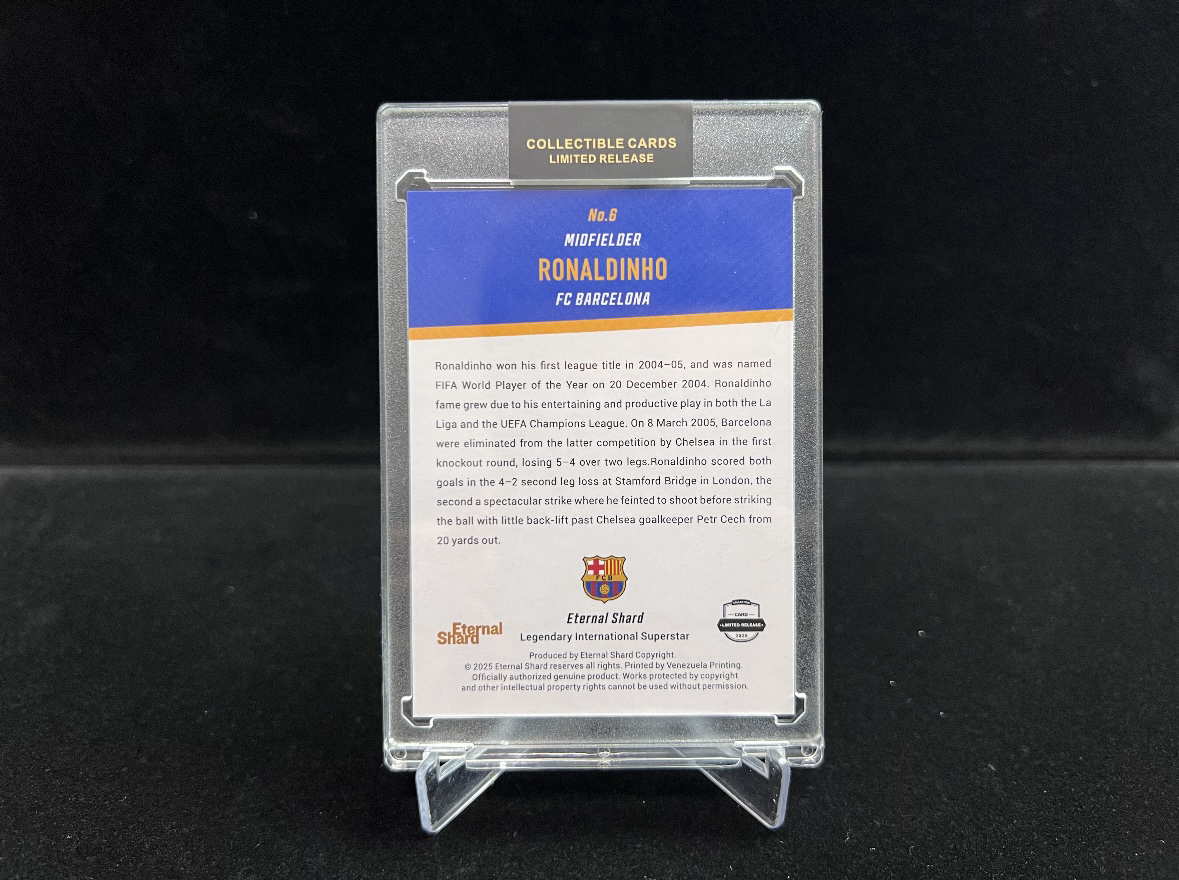 COLLECTIBLE CARDS
LIMITED RELEASE
No.6
MIDFIELDER
RONALDINHO
FC BARCELONA
Ronaldinho won his first league title in 2004–05, and was named
FIFA World Player of the Year on 20 December 2004. Ronaldinho
fame grew due to his entertaining and productive play in both the La
Liga and the UEFA Champions League. On 8 March 2005, Barcelona
were eliminated from the latter competition by Chelsea in the first
knockout round, losing 5–4 over two legs.Ronaldinho scored both
goals in the 4–2 second leg loss at Stamford Bridge in London, the
second a spectacular strike where he feinted to shoot before striking
the ball with little back-lift past Chelsea goalkeeper Petr Cech from
20 yards out.
FCB
Eternal Shard
Legendary International Superstar
Eternal
Shard
CARD
LIMITED RELEASE
Produced by Eternal Shard Copyright.
© 2025 Eternal Shard reserves all rights. Printed by Venezuela Printing.
Officially authorized genuine product. Works protected by copyright
and other intellectual property rights cannot be used without permission.